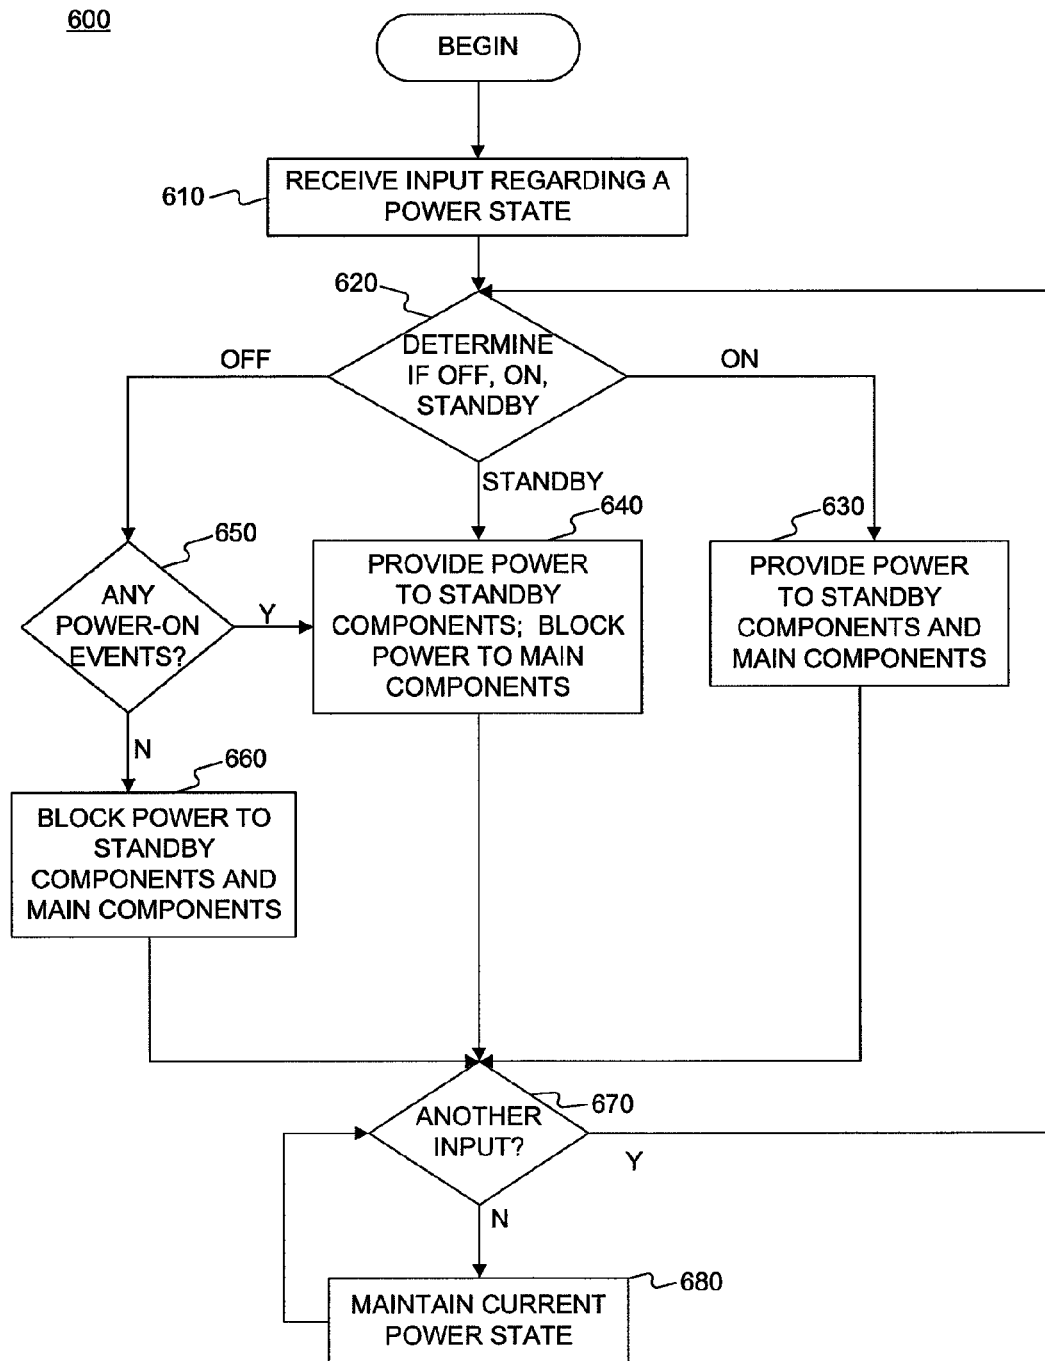 600
BEGIN
610
RECEIVE INPUT REGARDING A
POWER STATE
620
DETERMINE
IF OFF, ON,
STANDBY
OFF
ON
STANDBY
650
ANY
POWER-ON
EVENTS?
Y
N
640
PROVIDE POWER
TO STANDBY
COMPONENTS; BLOCK
POWER TO MAIN
COMPONENTS
630
PROVIDE POWER
TO STANDBY
COMPONENTS AND
MAIN COMPONENTS
660
BLOCK POWER TO
STANDBY
COMPONENTS AND
MAIN COMPONENTS
670
ANOTHER
INPUT?
Y
N
680
MAINTAIN CURRENT
POWER STATE